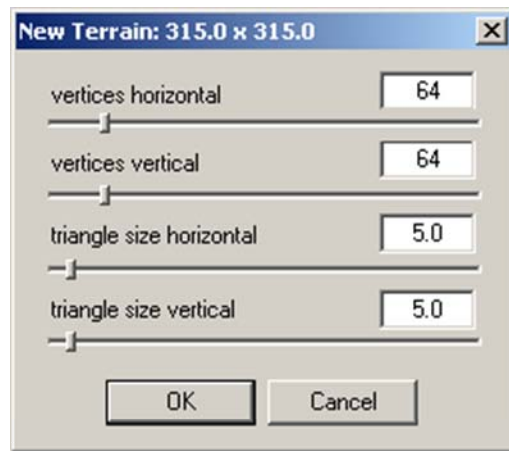 New Terrain: 315.0 x 315.0
vertices horizontal 64
vertices vertical 64
triangle size horizontal 5.0
triangle size vertical 5.0
OK Cancel